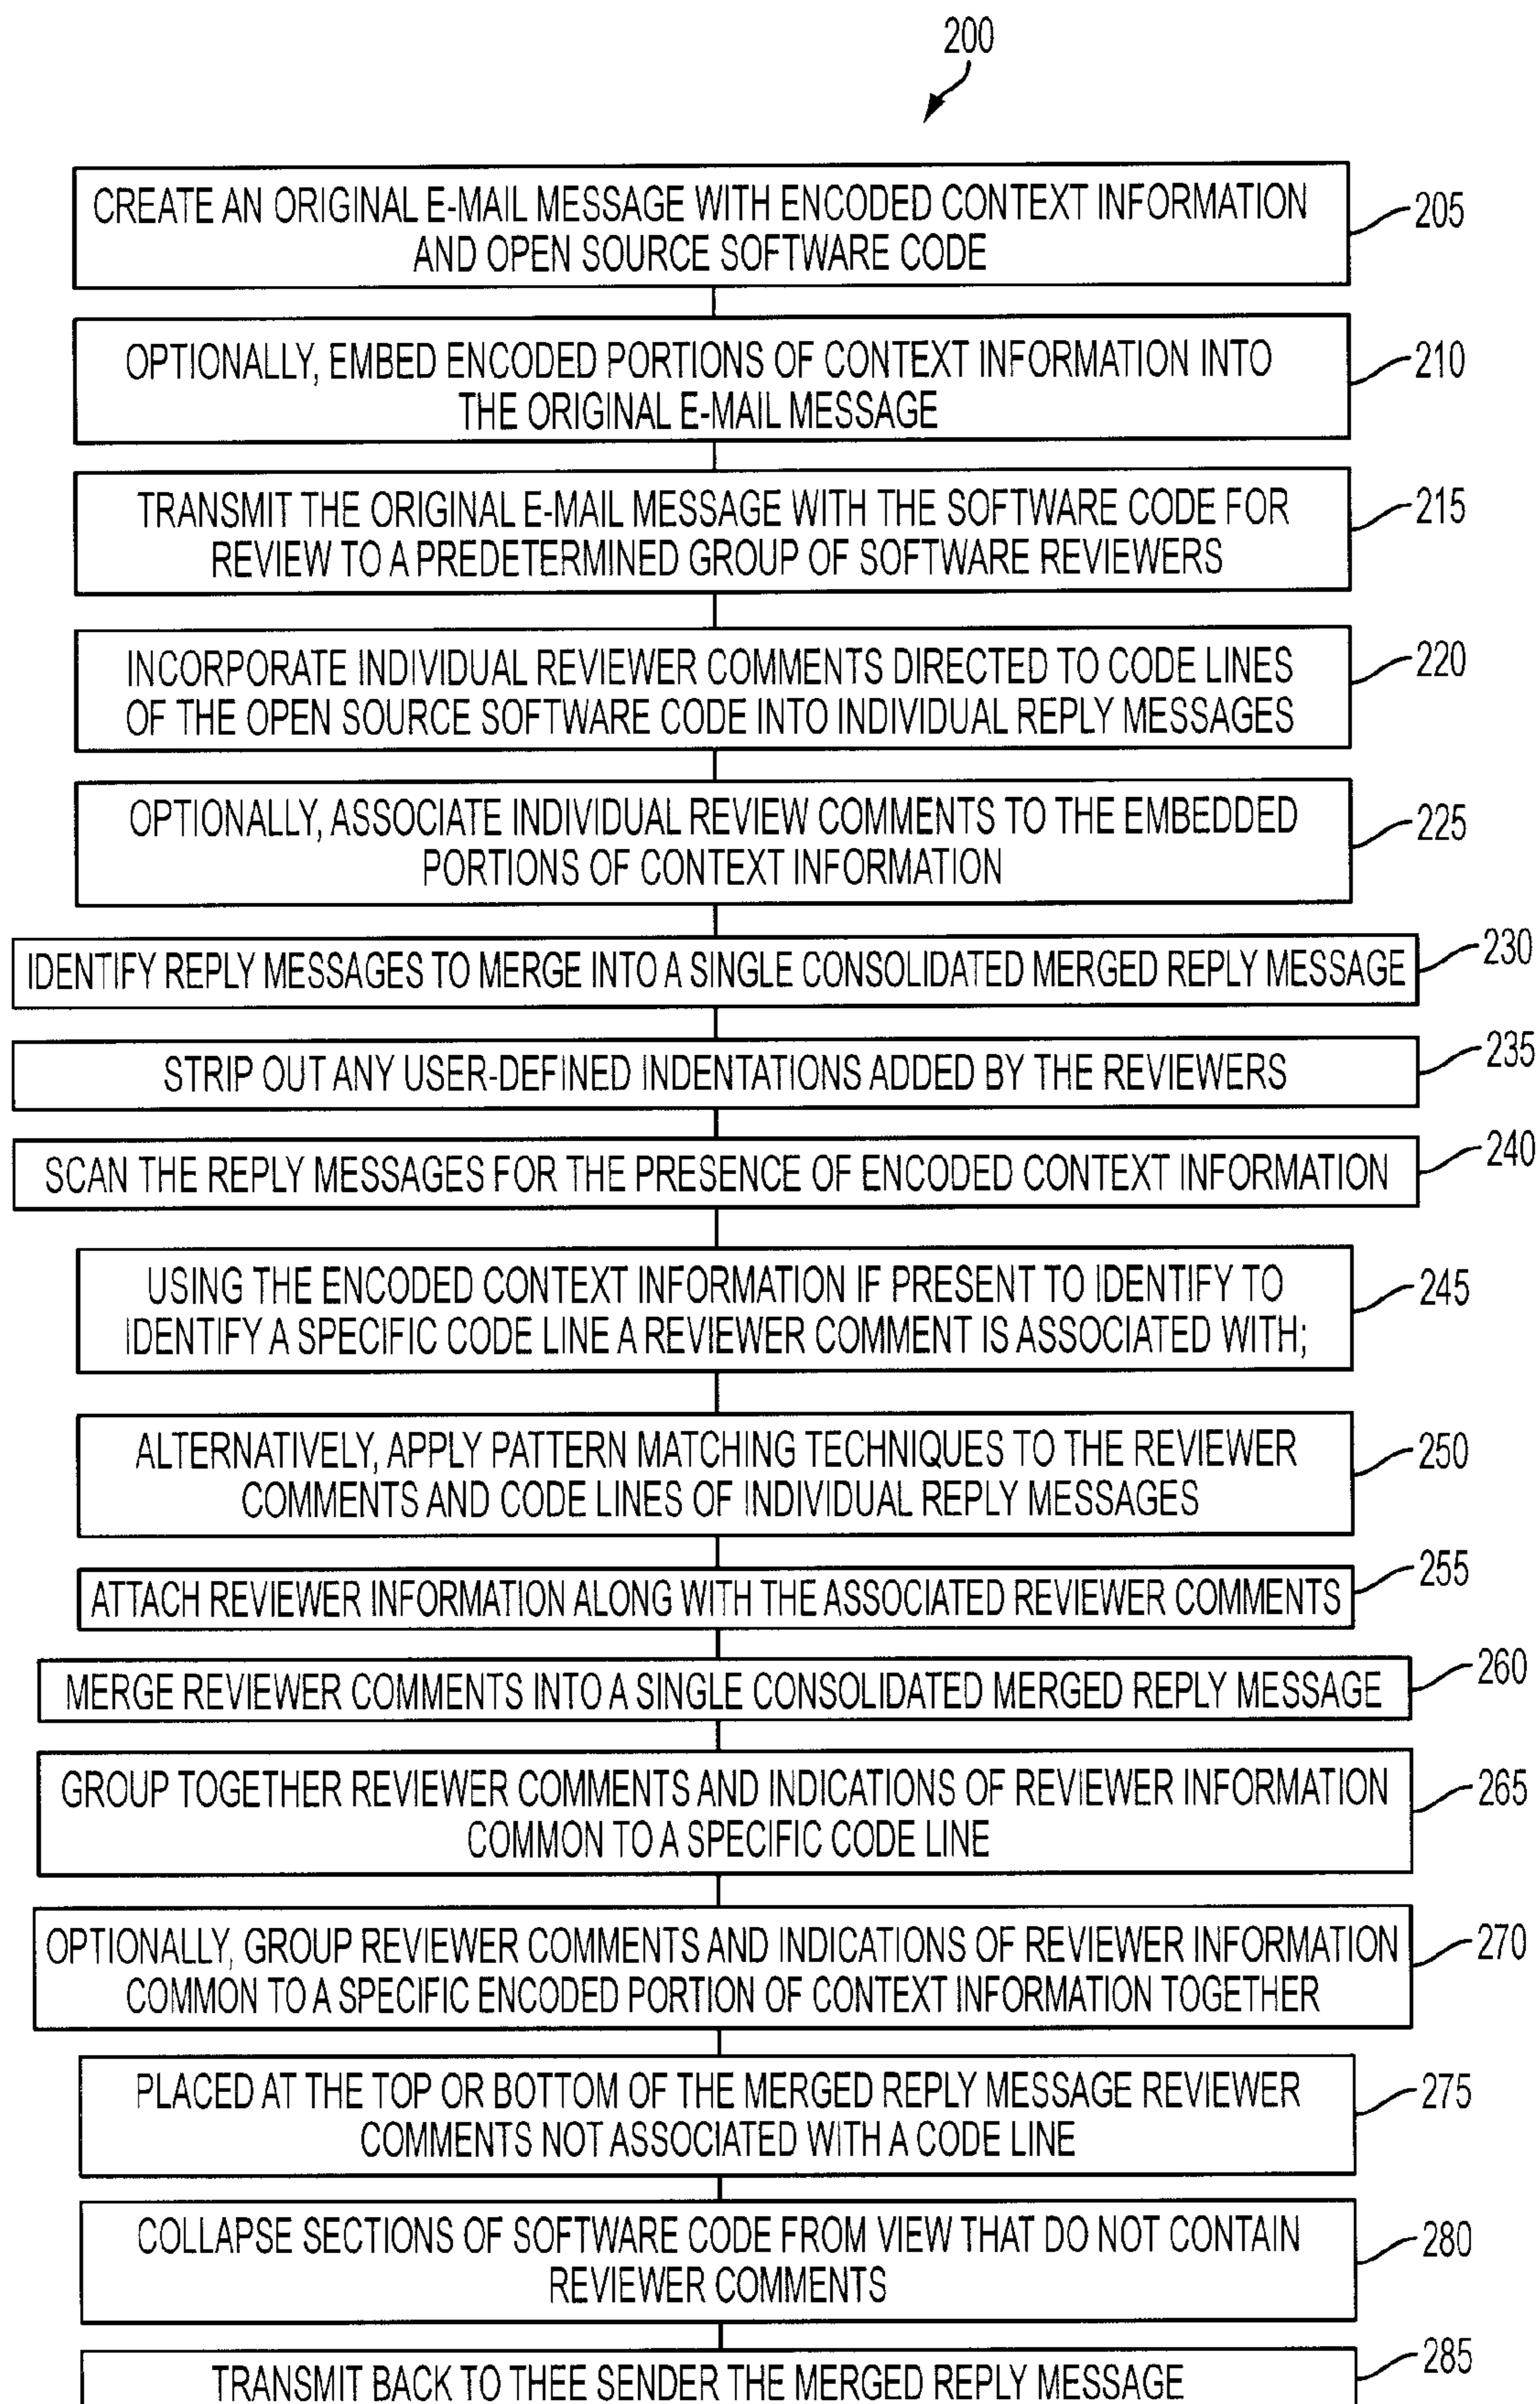 200
CREATE AN ORIGINAL E-MAIL MESSAGE WITH ENCODED CONTEXT INFORMATION
AND OPEN SOURCE SOFTWARE CODE
205
OPTIONALLY, EMBED ENCODED PORTIONS OF CONTEXT INFORMATION INTO
THE ORIGINAL E-MAIL MESSAGE
210
TRANSMIT THE ORIGINAL E-MAIL MESSAGE WITH THE SOFTWARE CODE FOR
REVIEW TO A PREDETERMINED GROUP OF SOFTWARE REVIEWERS
215
INCORPORATE INDIVIDUAL REVIEWER COMMENTS DIRECTED TO CODE LINES
OF THE OPEN SOURCE SOFTWARE CODE INTO INDIVIDUAL REPLY MESSAGES
220
OPTIONALLY, ASSOCIATE INDIVIDUAL REVIEW COMMENTS TO THE EMBEDDED
PORTIONS OF CONTEXT INFORMATION
225
IDENTIFY REPLY MESSAGES TO MERGE INTO A SINGLE CONSOLIDATED MERGED REPLY MESSAGE
230
STRIP OUT ANY USER-DEFINED INDENTATIONS ADDED BY THE REVIEWERS
235
SCAN THE REPLY MESSAGES FOR THE PRESENCE OF ENCODED CONTEXT INFORMATION
240
USING THE ENCODED CONTEXT INFORMATION IF PRESENT TO IDENTIFY TO
IDENTIFY A SPECIFIC CODE LINE A REVIEWER COMMENT IS ASSOCIATED WITH;
245
ALTERNATIVELY, APPLY PATTERN MATCHING TECHNIQUES TO THE REVIEWER
COMMENTS AND CODE LINES OF INDIVIDUAL REPLY MESSAGES
250
ATTACH REVIEWER INFORMATION ALONG WITH THE ASSOCIATED REVIEWER COMMENTS
255
MERGE REVIEWER COMMENTS INTO A SINGLE CONSOLIDATED MERGED REPLY MESSAGE
260
GROUP TOGETHER REVIEWER COMMENTS AND INDICATIONS OF REVIEWER INFORMATION
COMMON TO A SPECIFIC CODE LINE
265
OPTIONALLY, GROUP REVIEWER COMMENTS AND INDICATIONS OF REVIEWER INFORMATION
COMMON TO A SPECIFIC ENCODED PORTION OF CONTEXT INFORMATION TOGETHER
270
PLACED AT THE TOP OR BOTTOM OF THE MERGED REPLY MESSAGE REVIEWER
COMMENTS NOT ASSOCIATED WITH A CODE LINE
275
COLLAPSE SECTIONS OF SOFTWARE CODE FROM VIEW THAT DO NOT CONTAIN
REVIEWER COMMENTS
280
TRANSMIT BACK TO THEE SENDER THE MERGED REPLY MESSAGE
285